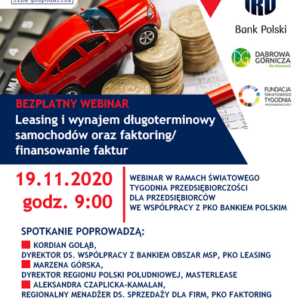 izba gospodarcza
Bank Polski
DĄBROWA
GÓRNICZA
FUNDACJA
ŚWIATOWEGO
TYGODNIA
PRZEDSIĘBIORCZOŚCI
BEZPŁATNY WEBINAR
Leasing i wynajem długoterminowy
samochodów oraz faktoring/
finansowanie faktur
19.11.2020
godz. 9:00
WEBINAR W RAMACH ŚWIATOWEGO
TYGODNIA PRZEDSIĘBIORCZOŚCI
DLA PRZEDSIĘBIORCÓW
WE WSPÓŁPRACY Z PKO BANKIEM POLSKIM
SPOTKANIE POPROWADZĄ:
KORDIAN GOŁĄB,
DYREKTOR DS. WSPÓŁPRACY Z BANKIEM OBSZAR MSP, PKO LEASING
MARZENA GÓRSKA,
DYREKTOR REGIONU POLSKI POŁUDNIOWEJ, MASTERLEASE
ALEKSANDRA CZAPLICKA-KAMALAN,
REGIONALNY MENADŻER DS. SPRZEDAŻY DLA FIRM, PKO FAKTORING